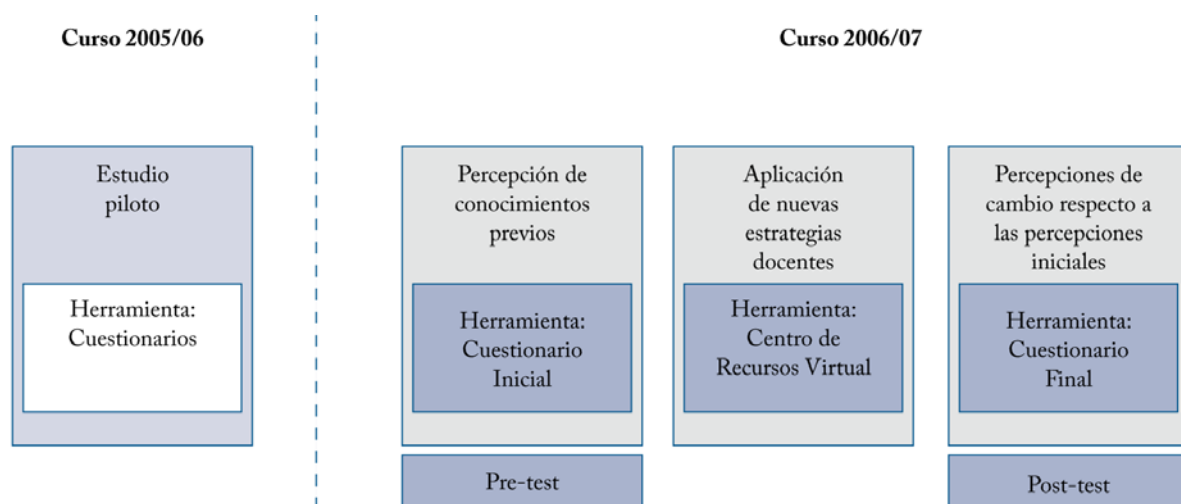 Curso 2005/06
Curso 2006/07
Estudio
piloto
Herramienta:
Cuestionarios
Percepción de
conocimientos
previos
Herramienta:
Cuestionario
Inicial
Pre-test
Aplicación
de nuevas
estrategias
docentes
Herramienta:
Centro de
Recursos Virtual
Percepciones de
cambio respecto a
las percepciones
iniciales
Herramienta:
Cuestionario
Final
Post-test